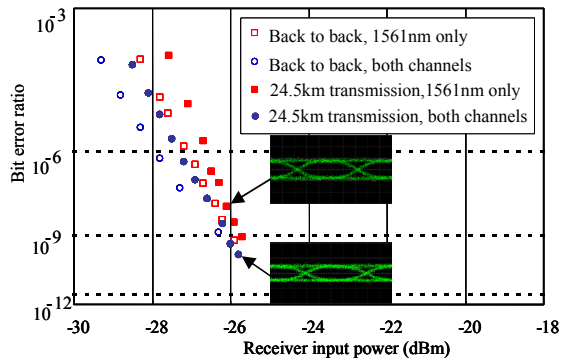 10-3
10-6
10-9
10-12
Bit error ratio
Back to back, 1561nm only
Back to back, both channels
24.5km transmission,1561nm only
24.5km transmission, both channels
-30 -28 -26 -24 -22 -20 -18
Receiver input power (dBm)